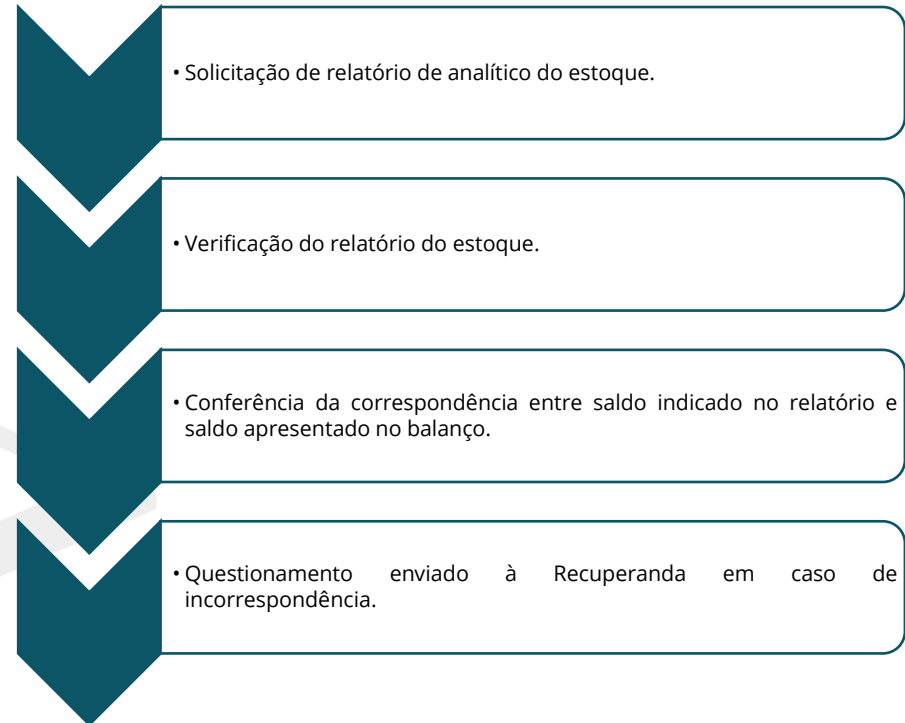 • Solicitação de relatório de analítico do estoque.
• Verificação do relatório do estoque.
• Conferência da correspondência entre saldo indicado no relatório e
saldo apresentado no balanço.
• Questionamento enviado à Recuperanda em caso de
incorrespondência.